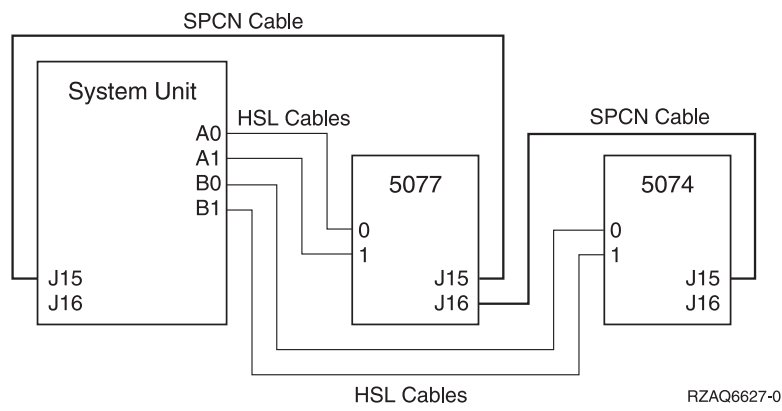 SPCN Cable
System Unit
HSL Cables
SPCN Cable
A0
A1
B0
B1
5077
5074
0
1
0
1
J15
J16
J15
J16
J15
J16
HSL Cables
RZAQ6627-0